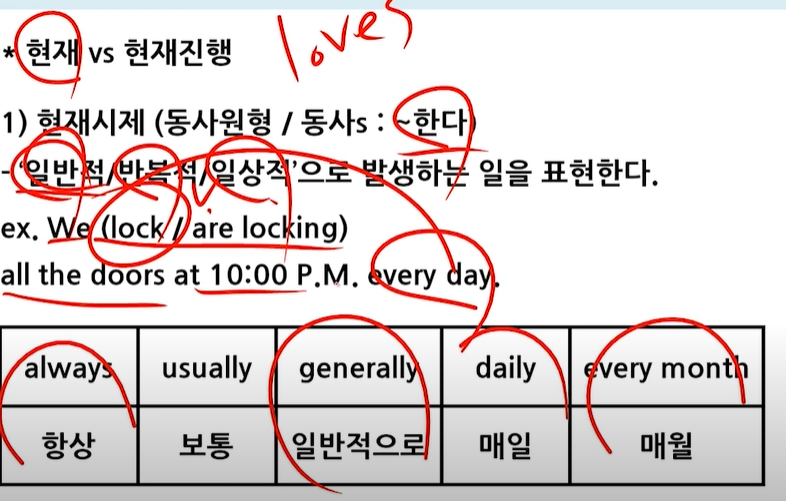 loves
* 현재 vs 현재진행
1) 현재시제 (동사원형 / 동사s : ~한다)
- '일반적/반복적/일상적'으로 발생하는 일을 표현한다.
ex. We (lock / are locking)
all the doors at 10:00 P.M. every day.
always usually generally daily every month
항상 보통 일반적으로 매일 매월